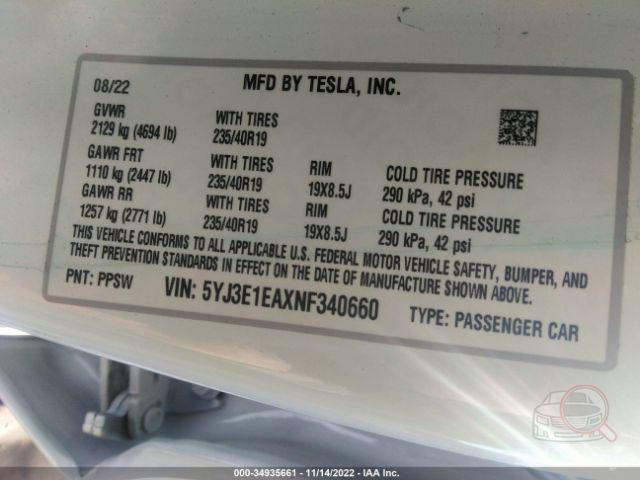 08/22 MFD BY TESLA, INC.
GVWR WITH TIRES
2129 kg (4694 lb) 235/40R19
GAWR FRT WITH TIRES RIM COLD TIRE PRESSURE
1110 kg (2447 lb) 235/40R19 19X8.5J 290 kPa, 42 psi
GAWR RR WITH TIRES RIM COLD TIRE PRESSURE
1257 kg (2771 lb) 235/40R19 19X8.5J 290 kPa, 42 psi
THIS VEHICLE CONFORMS TO ALL APPLICABLE U.S. FEDERAL MOTOR VEHICLE SAFETY, BUMPER, AND
THEFT PREVENTION STANDARDS IN EFFECT ON THE DATE OF MANUFACTURE SHOWN ABOVE.
PNT: PPSW VIN: 5YJ3E1EAXNF340660 TYPE: PASSENGER CAR
000-34935661 - 11/14/2022 - IAA Inc.